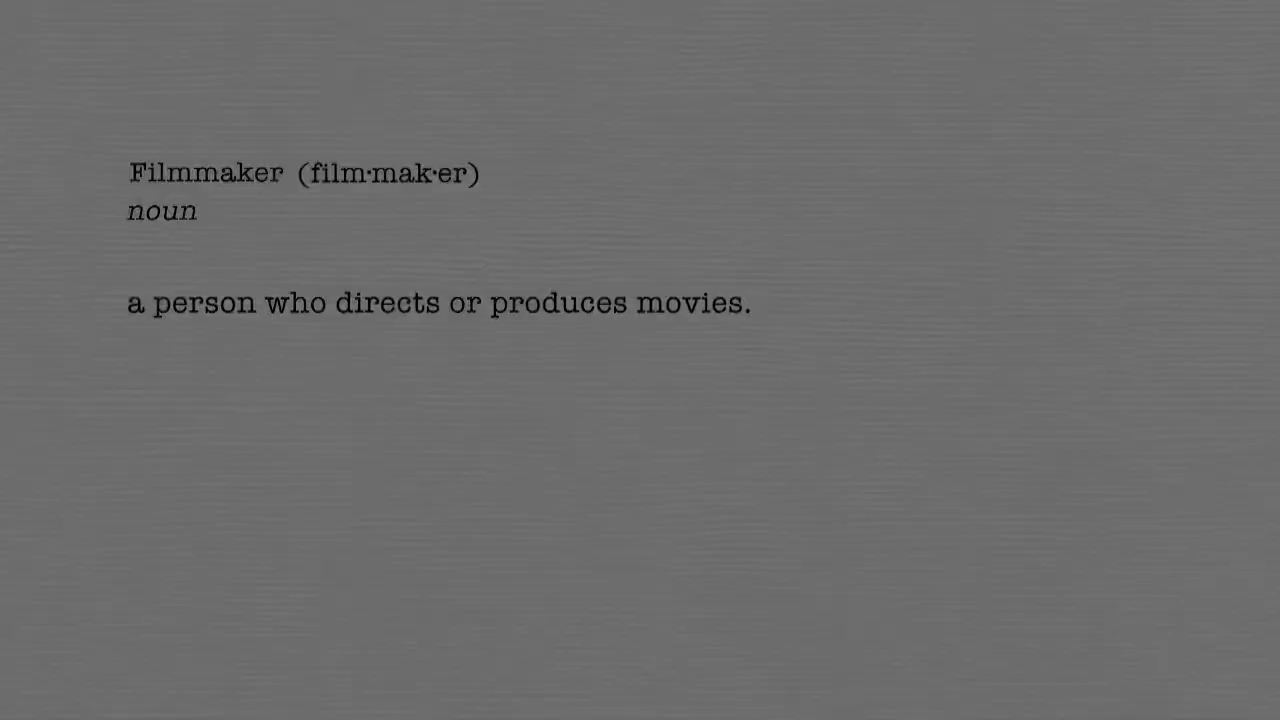 Filmmaker (film·mak·er)
noun
a person who directs or produces movies.